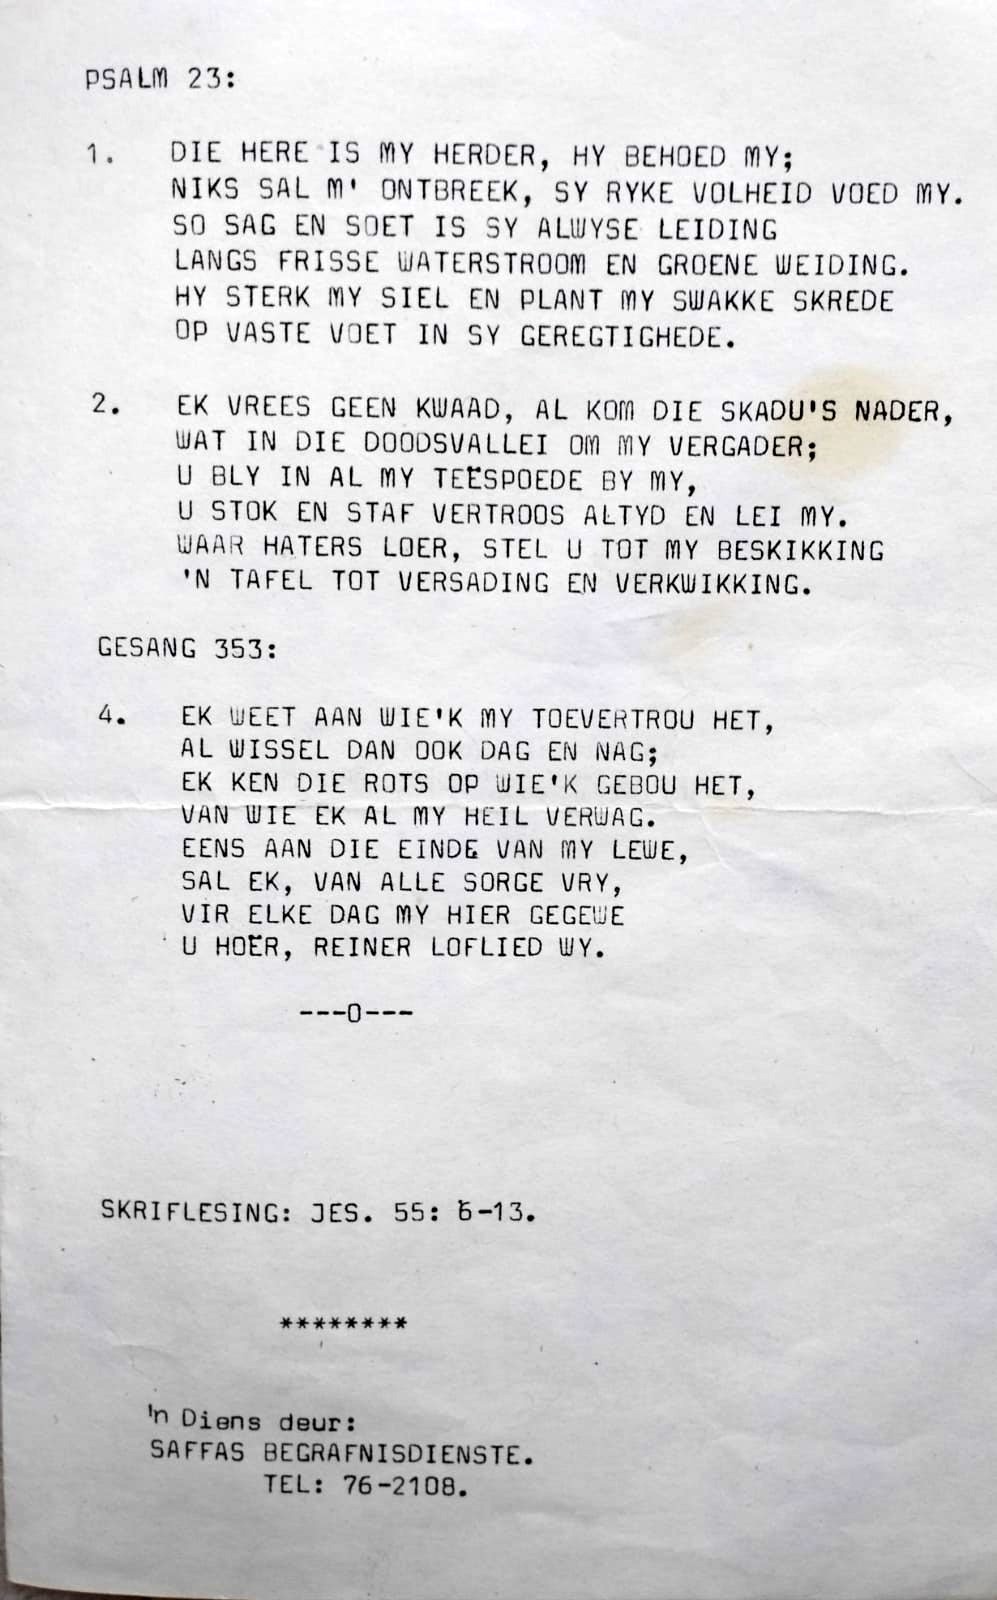 PSALM 23:
1. DIE HERE IS MY HERDER, HY BEHOED MY;
NIKS SAL M' ONTBREEK, SY RYKE VOLHEID VOED MY.
SO SAG EN SOET IS SY ALWYSE LEIDING
LANGS FRISSE WATERSTROOM EN GROENE WEIDING.
HY STERK MY SIEL EN PLANT MY SWAKKE SKREDE
OP VASTE VOET IN SY GEREGTIGHEDE.
2. EK VREES GEEN KWAAD, AL KOM DIE SKADU'S NADER,
WAT IN DIE DOODSVALLEI OM MY VERGADER;
U BLY IN AL MY TEËSPOEDE BY MY,
U STOK EN STAF VERTROOS ALTYD EN LEI MY.
WAAR HATERS LOER, STEL U TOT MY BESKIKKING
'N TAFEL TOT VERSADING EN VERKWIKKING.
GESANG 353:
4. EK WEET AAN WIE'K MY TOEVERTROU HET,
AL WISSEL DAN OOK DAG EN NAG;
EK KEN DIE ROTS OP WIE'K GEBOU HET,
VAN WIE EK AL MY HEIL VERWAG.
EENS AAN DIE EINDE VAN MY LEWE,
SAL EK, VAN ALLE SORGE VRY,
VIR ELKE DAG MY HIER GEGEWE
U HOËR, REINER LOFLIED WY.
---O---
SKRIFLESING: JES. 55: 6-13.
********
'n Diens deur:
SAFFAS BEGRAFNISDIENSTE.
TEL: 76-2108.